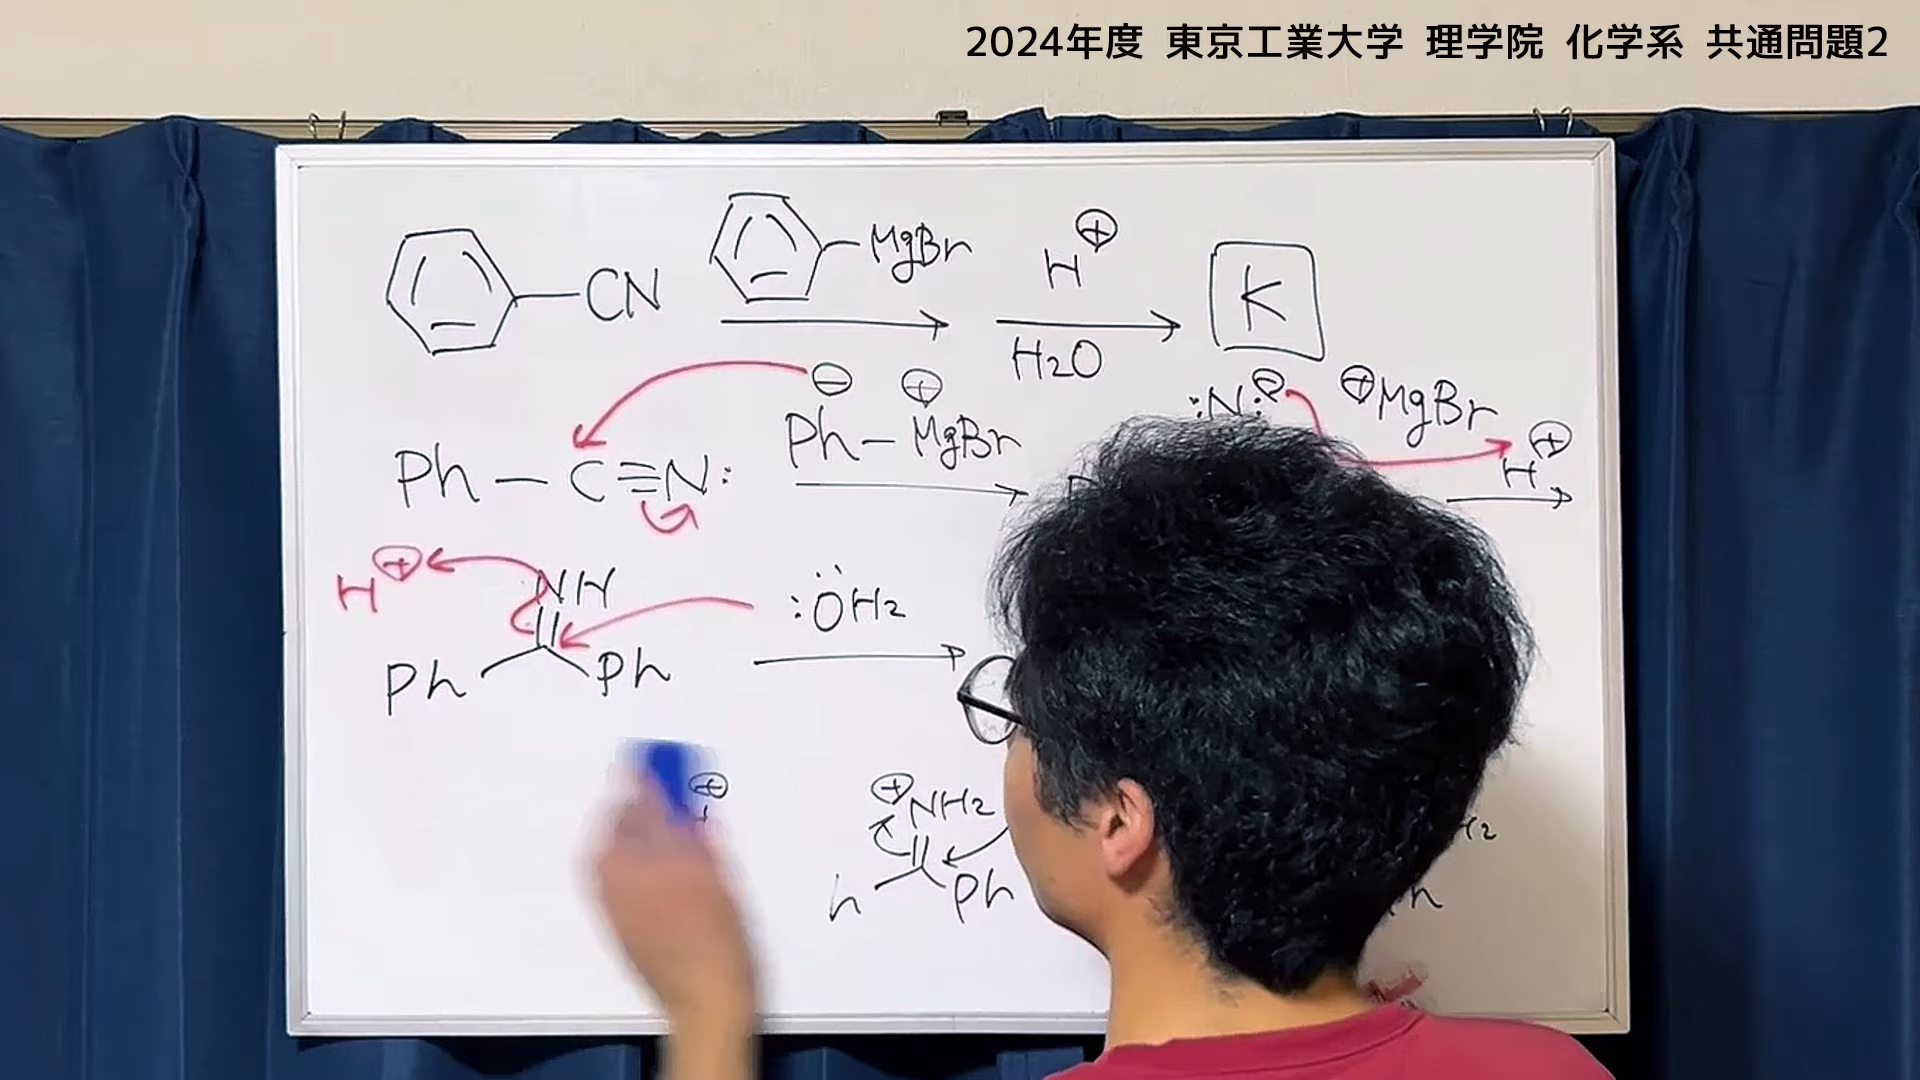 2024年度 東京工業大学 理学院 化学系 共通問題2
CN
MgBr
H⊕
H2O
K
Ph－C≡N:
⊖ ⊕
Ph－MgBr
:N:⊖
⊕MgBr
H⊕
H⊕
NH
Ph Ph
:ÖH2
⊕
⊕NH2
h Ph